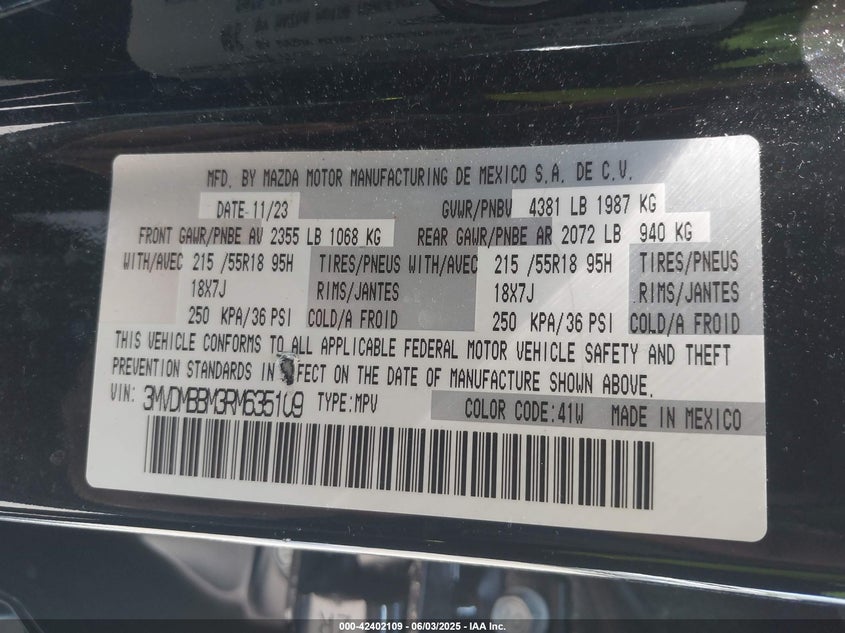 MFD. BY MAZDA MOTOR MANUFACTURING DE MEXICO S.A. DE C.V.
DATE-11/23 GVWR/PNBV 4381 LB 1987 KG
FRONT GAWR/PNBE AV 2355 LB 1068 KG REAR GAWR/PNBE AR 2072 LB 940 KG
WITH/AVEC 215 /55R18 95H TIRES/PNEUS WITH/AVEC 215 /55R18 95H TIRES/PNEUS
18X7J RIMS/JANTES 18X7J RIMS/JANTES
250 KPA/36 PSI COLD/A FROID 250 KPA/36 PSI COLD/A FROID
THIS VEHICLE CONFORMS TO ALL APPLICABLE FEDERAL MOTOR VEHICLE SAFETY AND THEFT
PREVENTION STANDARDS IN EFFECT ON THE DATE OF MANUFACTURE SHOWN ABOVE.
VIN: 3MVDMBBM3RM635109 TYPE:MPV COLOR CODE:41W MADE IN MEXICO
000-42402109 - 06/03/2025 - IAA Inc.